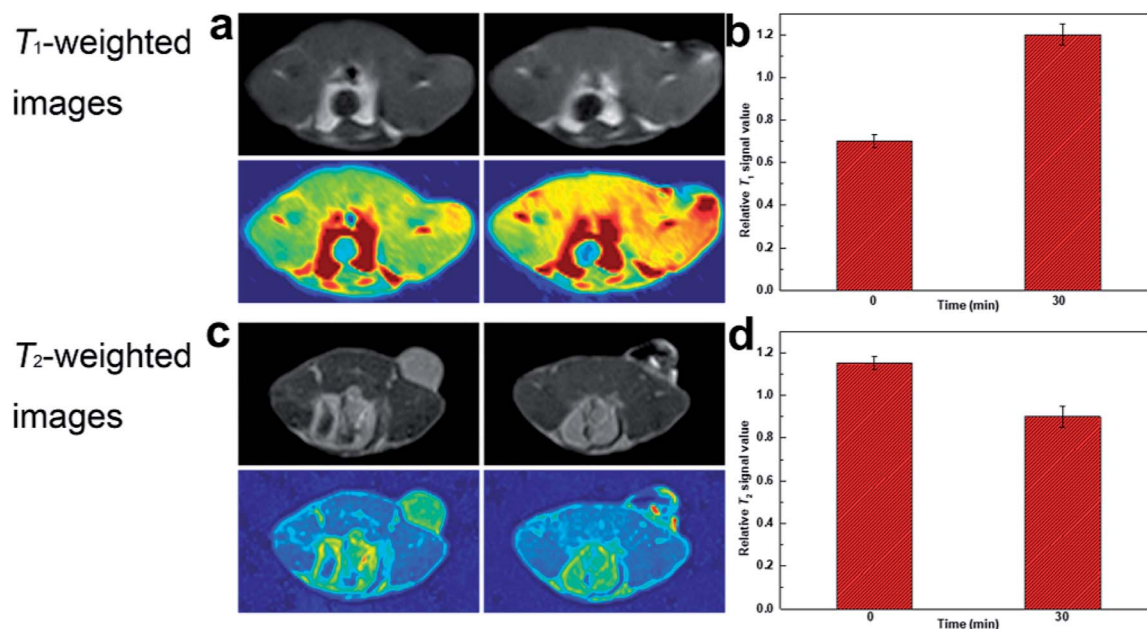 T₁-weighted
images
a
b
Relative T₁ signal value
1.2
1.0
0.8
0.6
0.4
0.2
0.0
0
30
Time (min)
T₂-weighted
images
c
d
Relative T₂ signal value
1.2
1.0
0.8
0.6
0.4
0.2
0.0
0
30
Time (min)